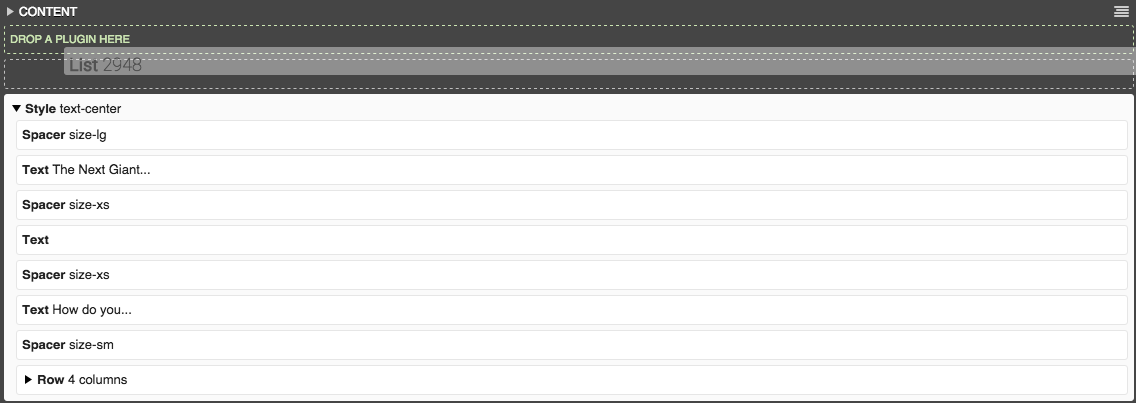 CONTENT
DROP A PLUGIN HERE
List 2948
Style text-center
Spacer size-lg
Text The Next Giant...
Spacer size-xs
Text
Spacer size-xs
Text How do you...
Spacer size-sm
Row 4 columns